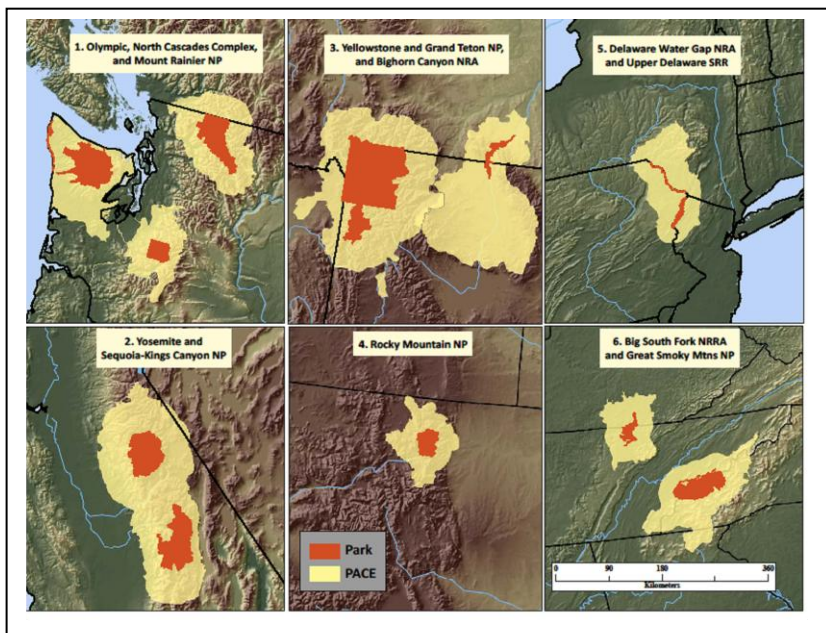 1. Olympic, North Cascades Complex,
and Mount Rainier NP
3. Yellowstone and Grand Teton NP,
and Bighorn Canyon NRA
5. Delaware Water Gap NRA
and Upper Delaware SRR
2. Yosemite and
Sequoia-Kings Canyon NP
4. Rocky Mountain NP
6. Big South Fork NRRA
and Great Smoky Mtns NP
Park
PACE
0 90 180 360
Kilometers